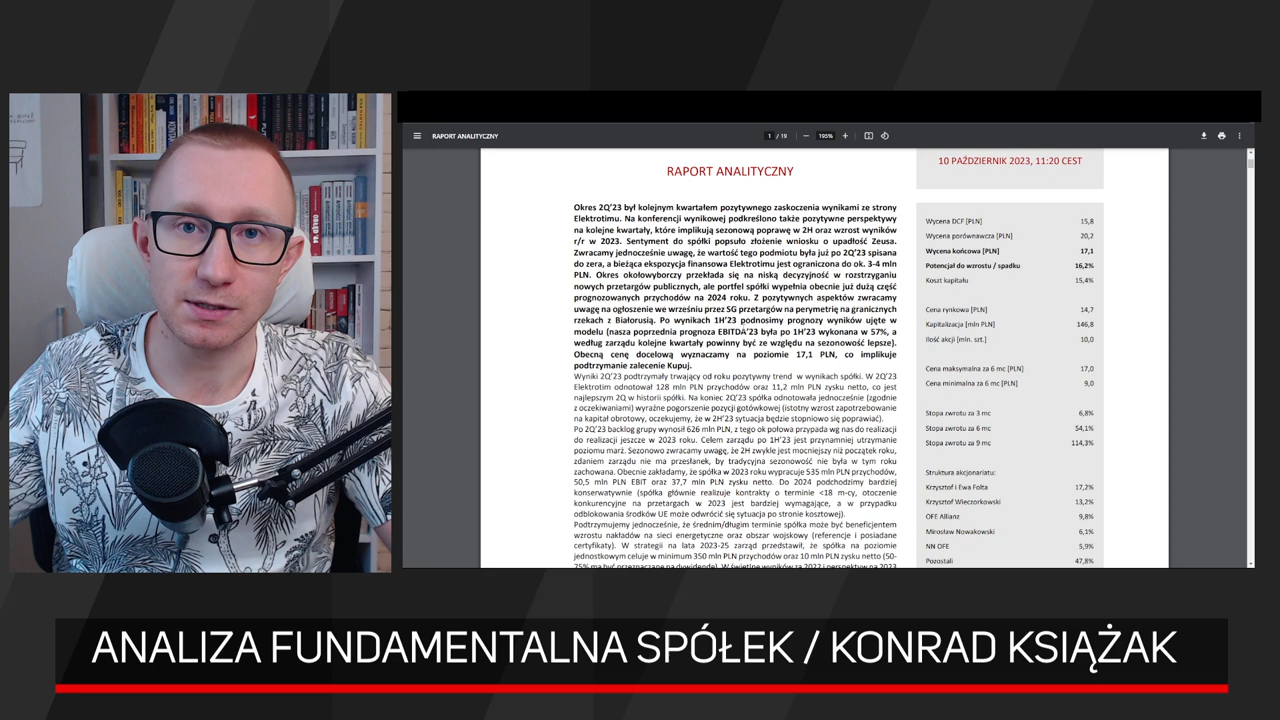 RAPORT ANALITYCZNY
1 / 19
195%
RAPORT ANALITYCZNY
10 PAŹDZIERNIK 2023, 11:20 CEST
Okres 2Q'23 był kolejnym kwartałem pozytywnego zaskoczenia wynikami ze strony
Elektrotimu. Na konferencji wynikowej podkreślono także pozytywne perspektywy
na kolejne kwartały, które implikują sezonową poprawę w 2H oraz wzrost wyników
r/r w 2023. Sentyment do spółki popsuło złożenie wniosku o upadłość Zeusa.
Zwracamy jednocześnie uwagę, że wartość tego podmiotu była już po 2Q'23 spisana
do zera, a bieżąca ekspozycja finansowa Elektrotimu jest ograniczona do ok. 3-4 mln
PLN. Okres okołowyborczy przekłada się na niską decyzyjność w rozstrzyganiu
nowych przetargów publicznych, ale portfel spółki wypełnia obecnie już dużą część
prognozowanych przychodów na 2024 roku. Z pozytywnych aspektów zwracamy
uwagę na ogłoszenie we wrześniu przez SG przetargów na perymetrię na granicznych
rzekach z Białorusią. Po wynikach 1H'23 podnosimy prognozy wyników ujęte w
modelu (nasza poprzednia prognoza EBITDA'23 była po 1H'23 wykonana w 57%, a
według zarządu kolejne kwartały powinny być ze względu na sezonowość lepsze).
Obecną cenę docelową wyznaczamy na poziomie 17,1 PLN, co implikuje
podtrzymanie zalecenie Kupuj.
Wyniki 2Q'23 podtrzymały trwający od roku pozytywny trend w wynikach spółki. W 2Q'23
Elektrotim odnotował 128 mln PLN przychodów oraz 11,2 mln PLN zysku netto, co jest
najlepszym 2Q w historii spółki. Na koniec 2Q'23 spółka odnotowała jednocześnie (zgodnie
z oczekiwaniami) wyraźne pogorszenie pozycji gotówkowej (istotny wzrost zapotrzebowanie
na kapitał obrotowy, oczekujemy, że w 2H'23 sytuacja będzie stopniowo się poprawiać).
Po 2Q'23 backlog grupy wynosił 626 mln PLN, z tego ok połowa przypada wg nas do realizacji
do realizacji jeszcze w 2023 roku. Celem zarządu po 1H'23 jest przynamniej utrzymanie
poziomu marż. Sezonowo zwracamy uwagę, że 2H zwykle jest mocniejszy niż początek roku,
zdaniem zarządu nie ma przesłanek, by tradycyjna sezonowość nie była w tym roku
zachowana. Obecnie zakładamy, że spółka w 2023 roku wypracuje 535 mln PLN przychodów,
50,5 mln PLN EBIT oraz 37,7 mln PLN zysku netto. Do 2024 podchodzimy bardziej
konserwatywnie (spółka głównie realizuje kontrakty o terminie <18 m-cy, otoczenie
konkurencyjne na przetargach w 2023 jest bardziej wymagające, a w przypadku
odblokowania środków UE może odwrócić się sytuacja po stronie kosztowej).
Podtrzymujemy jednocześnie, że średnim/długim terminie spółka może być beneficjentem
wzrostu nakładów na sieci energetyczne oraz obszar wojskowy (referencje i posiadane
certyfikaty). W strategii na lata 2023-25 zarząd przedstawił, że spółka na poziomie
jednostkowym celuje w minimum 350 mln PLN przychodów oraz 10 mln PLN zysku netto (50-
75% ma być przeznaczane na dywidendę). W świetle wyników za 2022 i perspektyw na 2023
Wycena DCF [PLN] 15,8
Wycena porównawcza [PLN] 20,2
Wycena końcowa [PLN] 17,1
Potencjał do wzrostu / spadku 16,2%
Koszt kapitału 15,4%
Cena rynkowa [PLN] 14,7
Kapitalizacja [mln PLN] 146,8
Ilość akcji [mln. szt.] 10,0
Cena maksymalna za 6 mc [PLN] 17,0
Cena minimalna za 6 mc [PLN] 9,0
Stopa zwrotu za 3 mc 6,8%
Stopa zwrotu za 6 mc 54,1%
Stopa zwrotu za 9 mc 114,3%
Struktura akcjonariatu:
Krzysztof i Ewa Folta 17,2%
Krzysztof Wieczorkowski 13,2%
OFE Allianz 9,8%
Mirosław Nowakowski 6,1%
NN OFE 5,9%
Pozostali 47,8%
ANALIZA FUNDAMENTALNA SPÓŁEK / KONRAD KSIĄŻAK